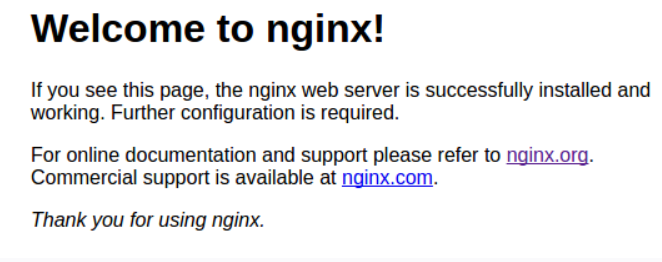 Welcome to nginx!
If you see this page, the nginx web server is successfully installed and
working. Further configuration is required.
For online documentation and support please refer to nginx.org.
Commercial support is available at nginx.com.
Thank you for using nginx.